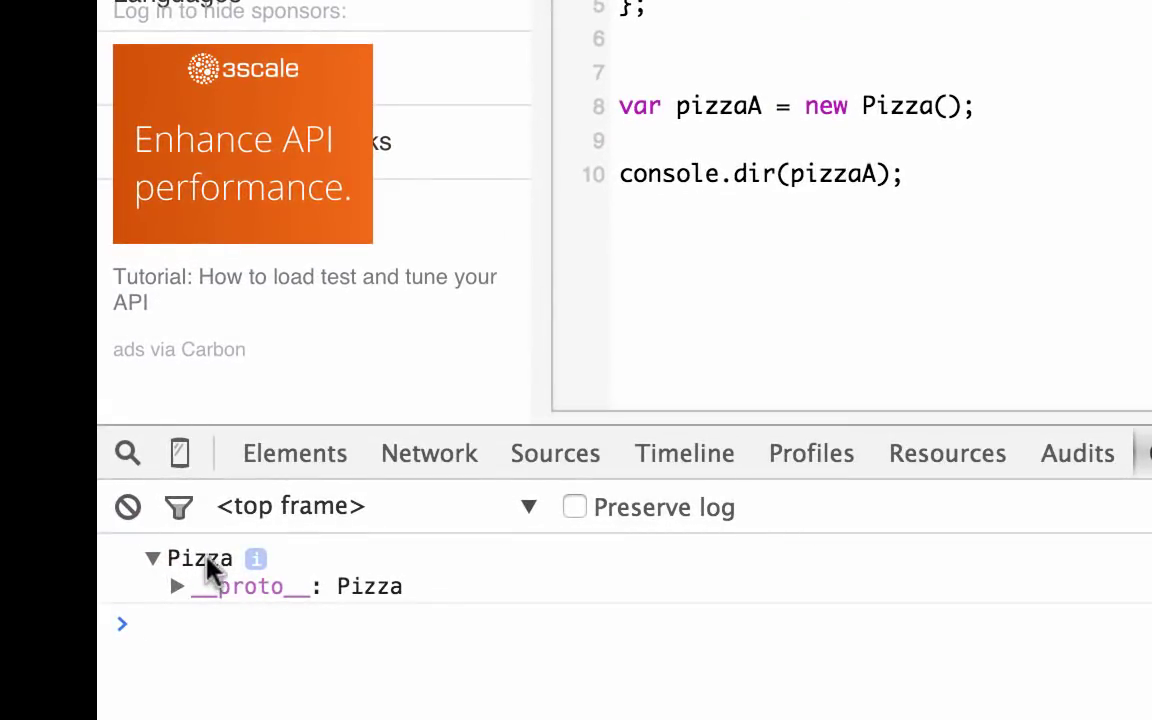 Languages
Log in to hide sponsors:
3scale
Enhance API
performance.
ks
Tutorial: How to load test and tune your
API
ads via Carbon
5 };
6
7
8 var pizzaA = new Pizza();
9
10 console.dir(pizzaA);
Elements Network Sources Timeline Profiles Resources Audits
<top frame> ▼ Preserve log
▼ Pizza i
▶ __proto__: Pizza
>